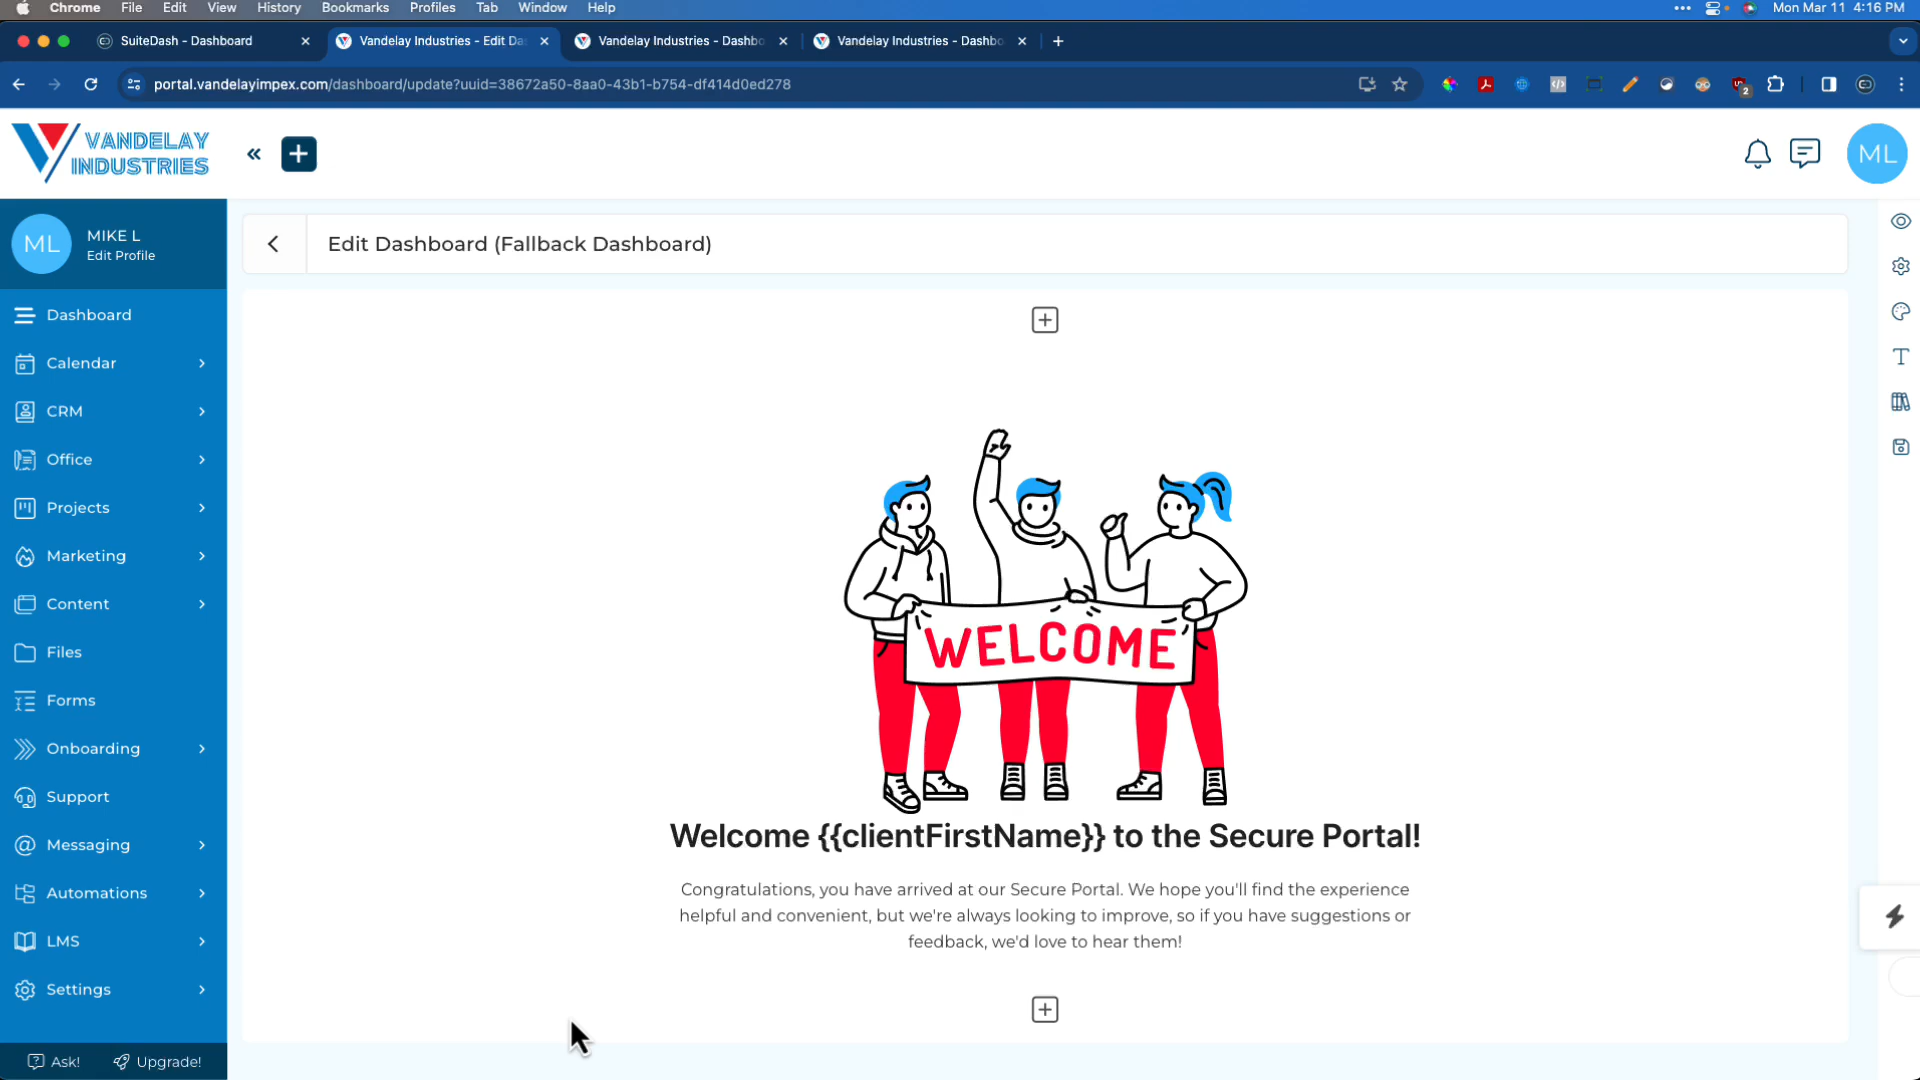 Chrome File Edit View History Bookmarks Profiles Tab Window Help Mon Mar 11 4:16 PM
SuiteDash - Dashboard Vandelay Industries - Edit Da Vandelay Industries - Dashbo Vandelay Industries - Dashbo
portal.vandelayimpex.com/dashboard/update?uuid=38672a50-8aa0-43b1-b754-df414d0ed278
2
VANDELAY
INDUSTRIES
ML
ML
MIKE L
Edit Profile
Edit Dashboard (Fallback Dashboard)
Dashboard
Calendar
CRM
Office
Projects
Marketing
Content
Files
Forms
Onboarding
Support
Messaging
Automations
LMS
Settings
Ask! Upgrade!
WELCOME
Welcome {{clientFirstName}} to the Secure Portal!
Congratulations, you have arrived at our Secure Portal. We hope you'll find the experience
helpful and convenient, but we're always looking to improve, so if you have suggestions or
feedback, we'd love to hear them!